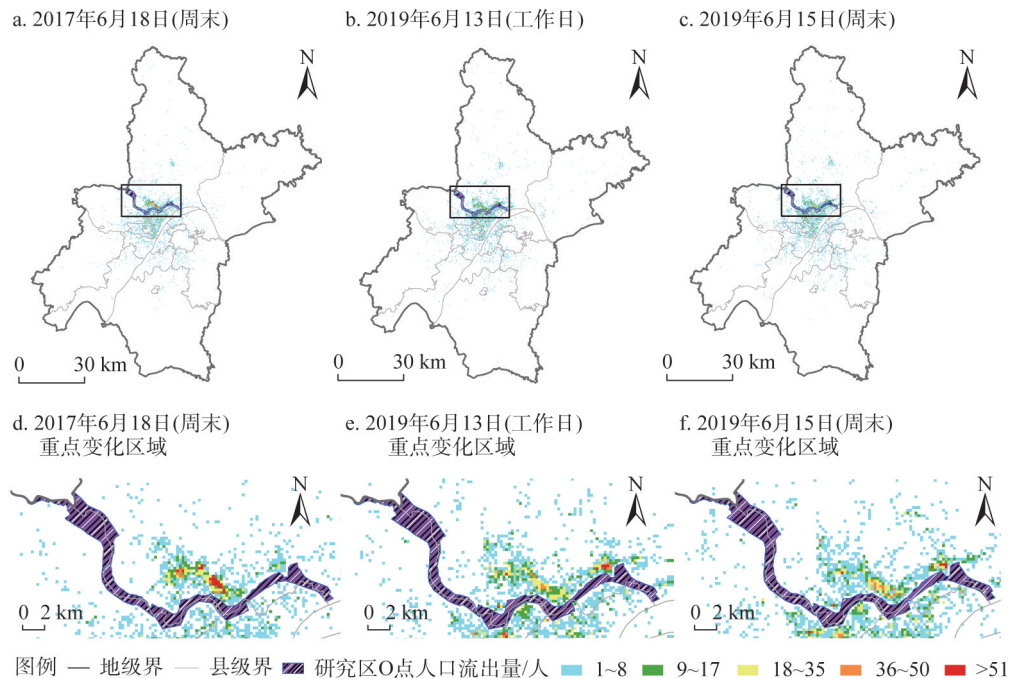 a. 2017年6月18日(周末)
b. 2019年6月13日(工作日)
c. 2019年6月15日(周末)
N
N
N
0 30 km
0 30 km
0 30 km
d. 2017年6月18日(周末)
重点变化区域
e. 2019年6月13日(工作日)
重点变化区域
f. 2019年6月15日(周末)
重点变化区域
N
N
N
0 2 km
0 2 km
0 2 km
图例 地级界 县级界 研究区O点人口流出量/人 1~8 9~17 18~35 36~50 >51